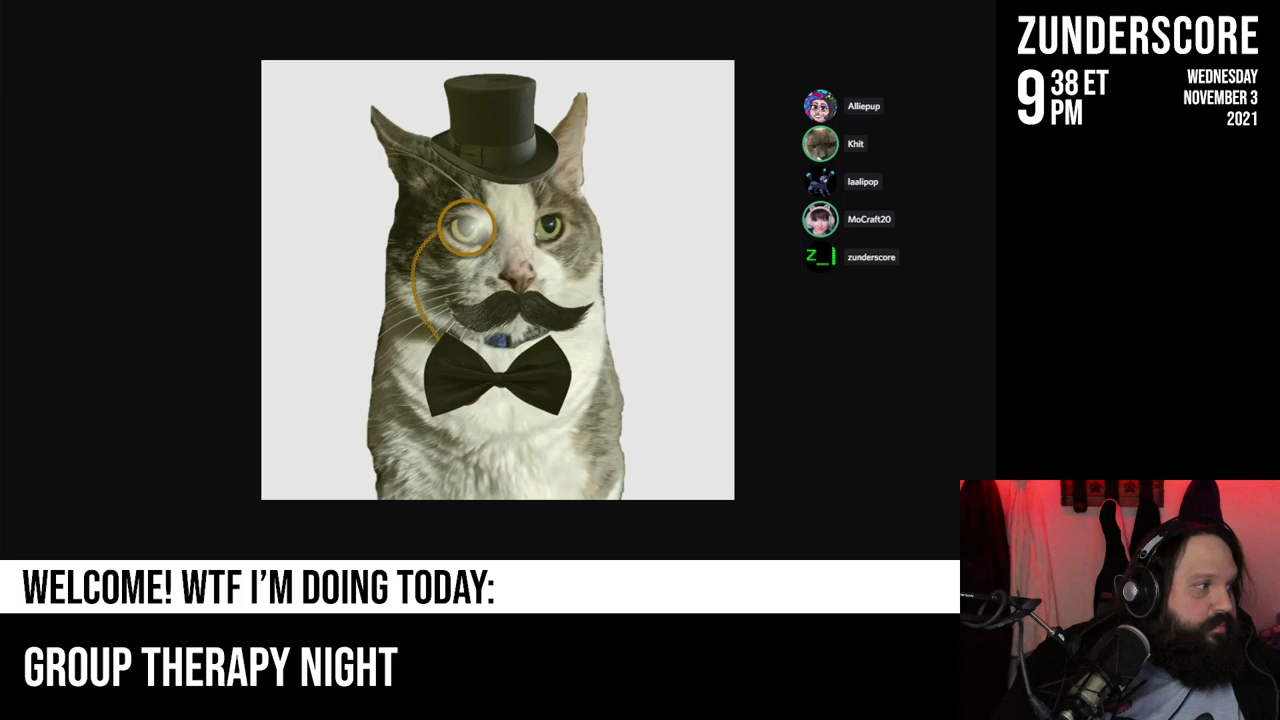 ZUNDERSCORE
9 38 ET PM
WEDNESDAY
NOVEMBER 3
2021
Alliepup
Khit
laalipop
MoCraft20
z_
zunderscore
WELCOME! WTF I'M DOING TODAY:
GROUP THERAPY NIGHT